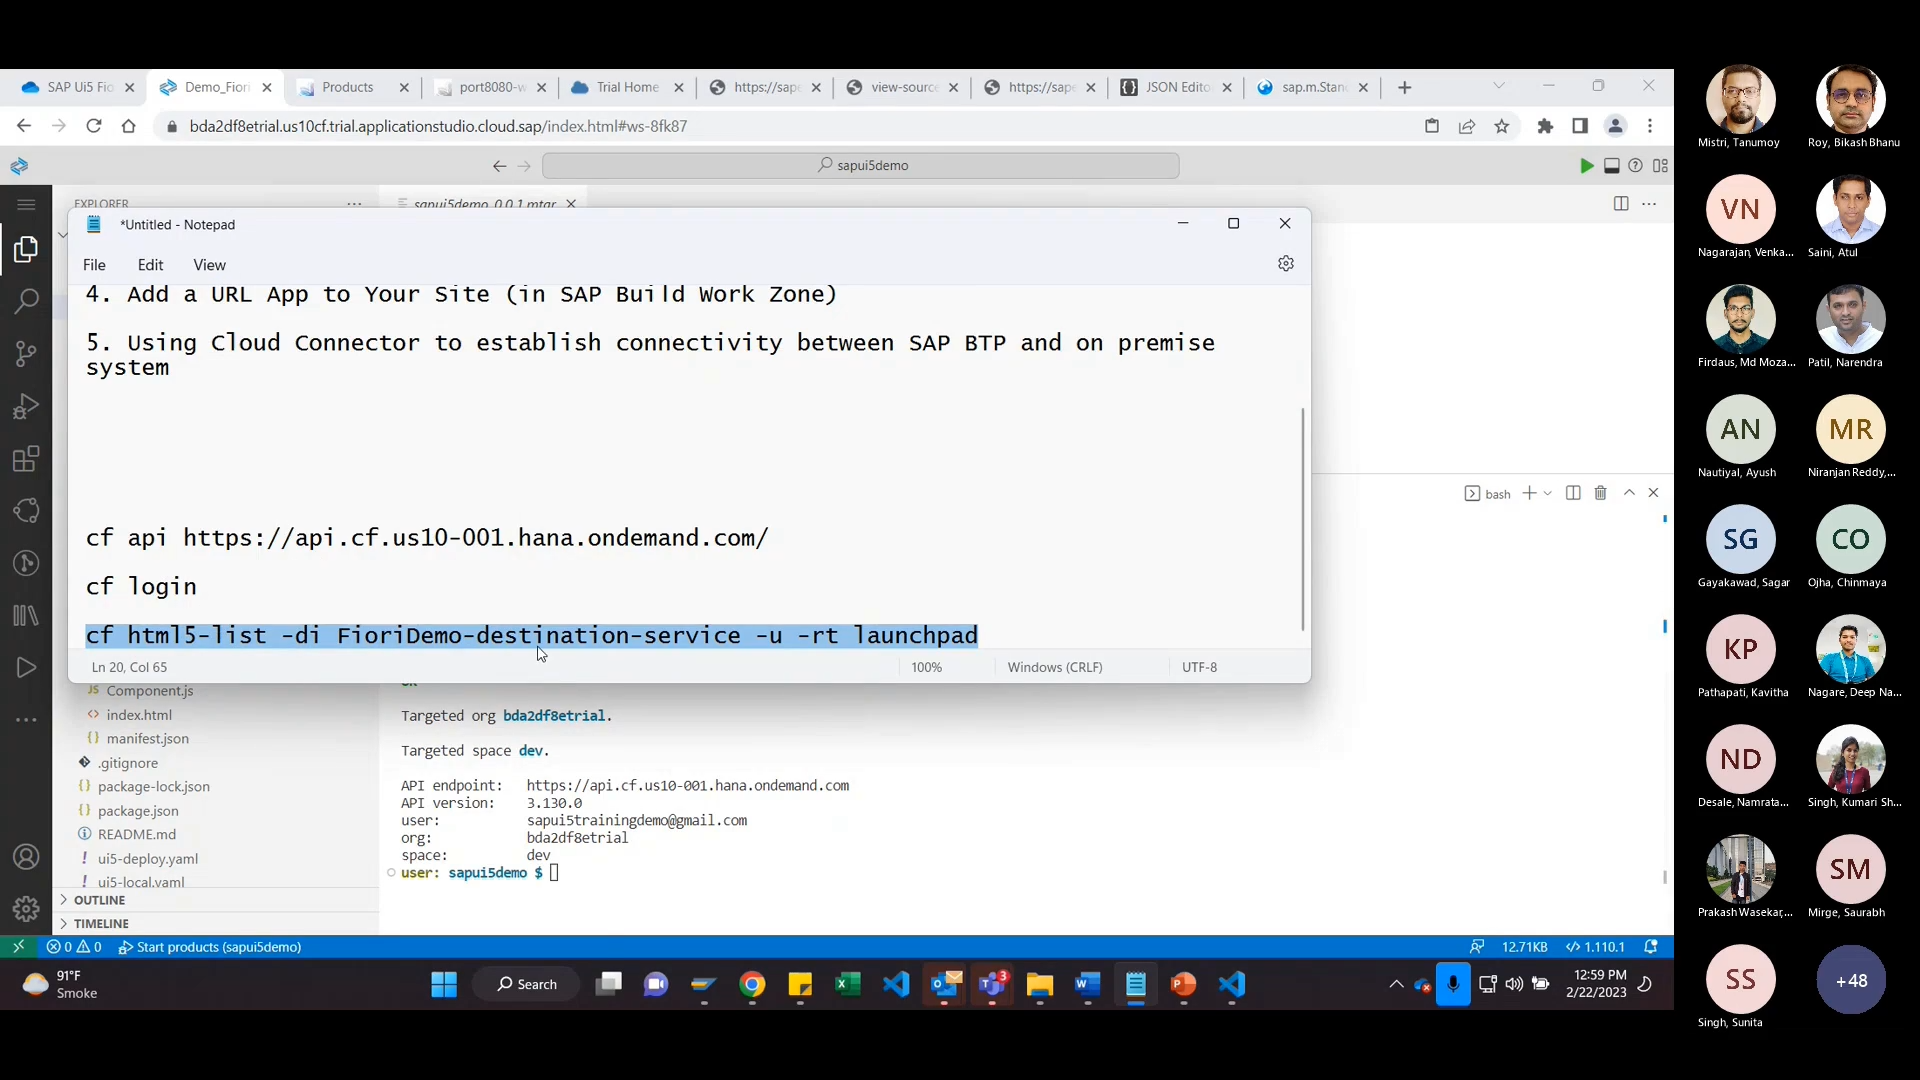 SAP Ui5 Fio
Demo_Fiori
Products
port8080-w
Trial Home
https://sape
view-source
https://sape
JSON Edito
sap.m.Stan
bda2df8etrial.us10cf.trial.applicationstudio.cloud.sap/index.html#ws-8fk87
sapui5demo
EXPLORER
sapui5demo_0.0.1.mtar
*Untitled - Notepad
File Edit View
4. Add a URL App to Your Site (in SAP Build Work Zone)
5. Using Cloud Connector to establish connectivity between SAP BTP and on premise
system
cf api https://api.cf.us10-001.hana.ondemand.com/
cf login
cf html5-list -di FioriDemo-destination-service -u -rt launchpad
Ln 20, Col 65
100%
Windows (CRLF)
UTF-8
bash
JS Component.js
<> index.html
{} manifest.json
.gitignore
{} package-lock.json
{} package.json
README.md
! ui5-deploy.yaml
! ui5-local.yaml
OUTLINE
TIMELINE
Targeted org bda2df8etrial.
Targeted space dev.
API endpoint: https://api.cf.us10-001.hana.ondemand.com
API version: 3.130.0
user: sapui5trainingdemo@gmail.com
org: bda2df8etrial
space: dev
user: sapui5demo $
0 0 Start products (sapui5demo)
12.71KB
</> 1.110.1
91°F
Smoke
Search
3
12:59 PM
2/22/2023
Mistri, Tanumoy
Roy, Bikash Bhanu
VN
Nagarajan, Venka...
Saini, Atul
Firdaus, Md Moza...
Patil, Narendra
AN
Nautiyal, Ayush
MR
Niranjan Reddy,...
SG
Gayakawad, Sagar
CO
Ojha, Chinmaya
KP
Pathapati, Kavitha
Nagare, Deep Na...
ND
Desale, Namrata...
Singh, Kumari Sh...
Prakash Wasekar,...
SM
Mirge, Saurabh
SS
Singh, Sunita
+48